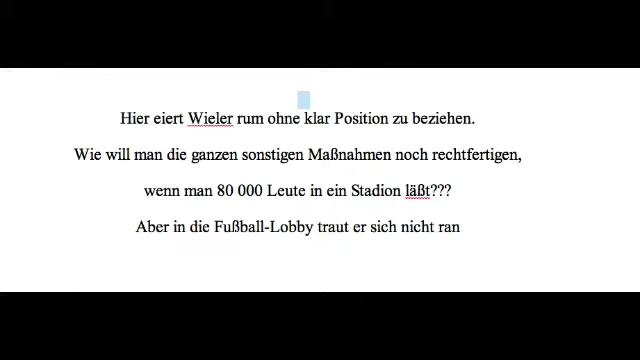 Hier eiert Wieler rum ohne klar Position zu beziehen.
Wie will man die ganzen sonstigen Maßnahmen noch rechtfertigen,
wenn man 80 000 Leute in ein Stadion läßt???
Aber in die Fußball-Lobby traut er sich nicht ran